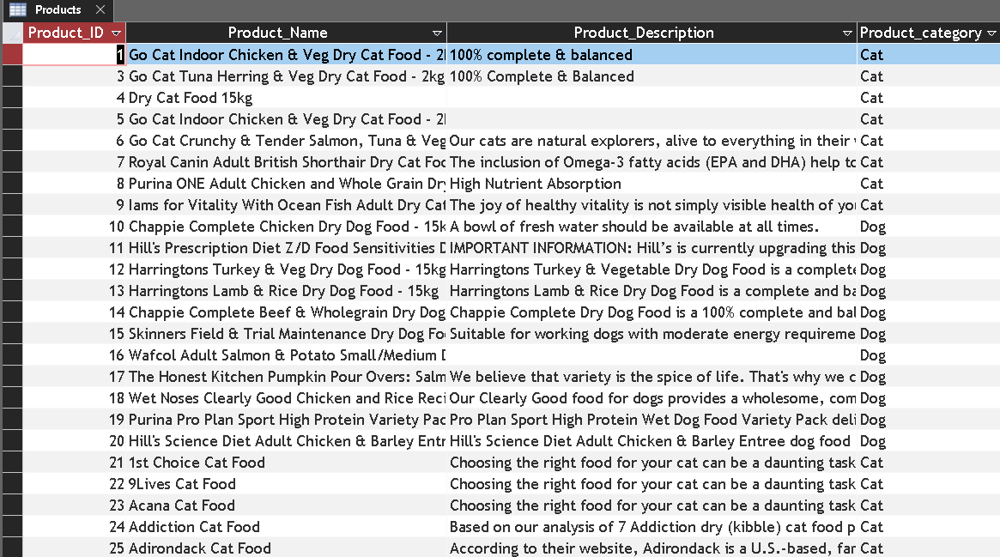 Products
Product_ID Product_Name Product_Description Product_category
1 Go Cat Indoor Chicken & Veg Dry Cat Food - 100% complete & balanced Cat
3 Go Cat Tuna Herring & Veg Dry Cat Food - 2kg 100% Complete & Balanced Cat
4 Dry Cat Food 15kg Cat
5 Go Cat Indoor Chicken & Veg Dry Cat Food - Cat
6 Go Cat Crunchy & Tender Salmon, Tuna & Veg Our cats are natural explorers, alive to everything in their Cat
7 Royal Canin Adult British Shorthair Dry Cat The inclusion of Omega-3 fatty acids (EPA and DHA) help Cat
8 Purina ONE Adult Chicken and Whole Grain High Nutrient Absorption Cat
9 Iams for Vitality With Ocean Fish Adult Dry Cat The joy of healthy vitality is not simply visible health of Cat
10 Chappie Complete Chicken Dry Dog Food - A bowl of fresh water should be available at all times. Dog
11 Hill's Prescription Diet Z/D Food Sensitivities IMPORTANT INFORMATION: Hill’s is currently upgrading this Dog
12 Harringtons Turkey & Veg Dry Dog Food - 15kg Harringtons Turkey & Vegetable Dry Dog Food is a complete Dog
13 Harringtons Lamb & Rice Dry Dog Food - 15kg Harringtons Lamb & Rice Dry Dog Food is a complete and Dog
14 Chappie Complete Beef & Wholegrain Dry Dog Chappie Complete Dry Dog Food is a 100% complete and Dog
15 Skinners Field & Trial Maintenance Dry Dog Suitable for working dogs with moderate energy requireme Dog
16 Wafcol Adult Salmon & Potato Small/Medium Dog
17 The Honest Kitchen Pumpkin Pour Overs: Salm We believe that variety is the spice of life. That's why we Dog
18 Wet Noses Clearly Good Chicken and Rice Reci Our Clearly Good food for dogs provides a wholesome, com Dog
19 Purina Pro Plan Sport High Protein Variety Pac Pro Plan Sport High Protein Wet Dog Food Variety Pack deli Dog
20 Hill's Science Diet Adult Chicken & Barley Entr Hill's Science Diet Adult Chicken & Barley Entree dog food Dog
21 1st Choice Cat Food Choosing the right food for your cat can be a daunting task Cat
22 9Lives Cat Food Choosing the right food for your cat can be a daunting task Cat
23 Acana Cat Food Choosing the right food for your cat can be a daunting task Cat
24 Addiction Cat Food Based on our analysis of 7 Addiction dry (kibble) cat food p Cat
25 Adirondack Cat Food According to their website, Adirondack is a U.S.-based, far Cat